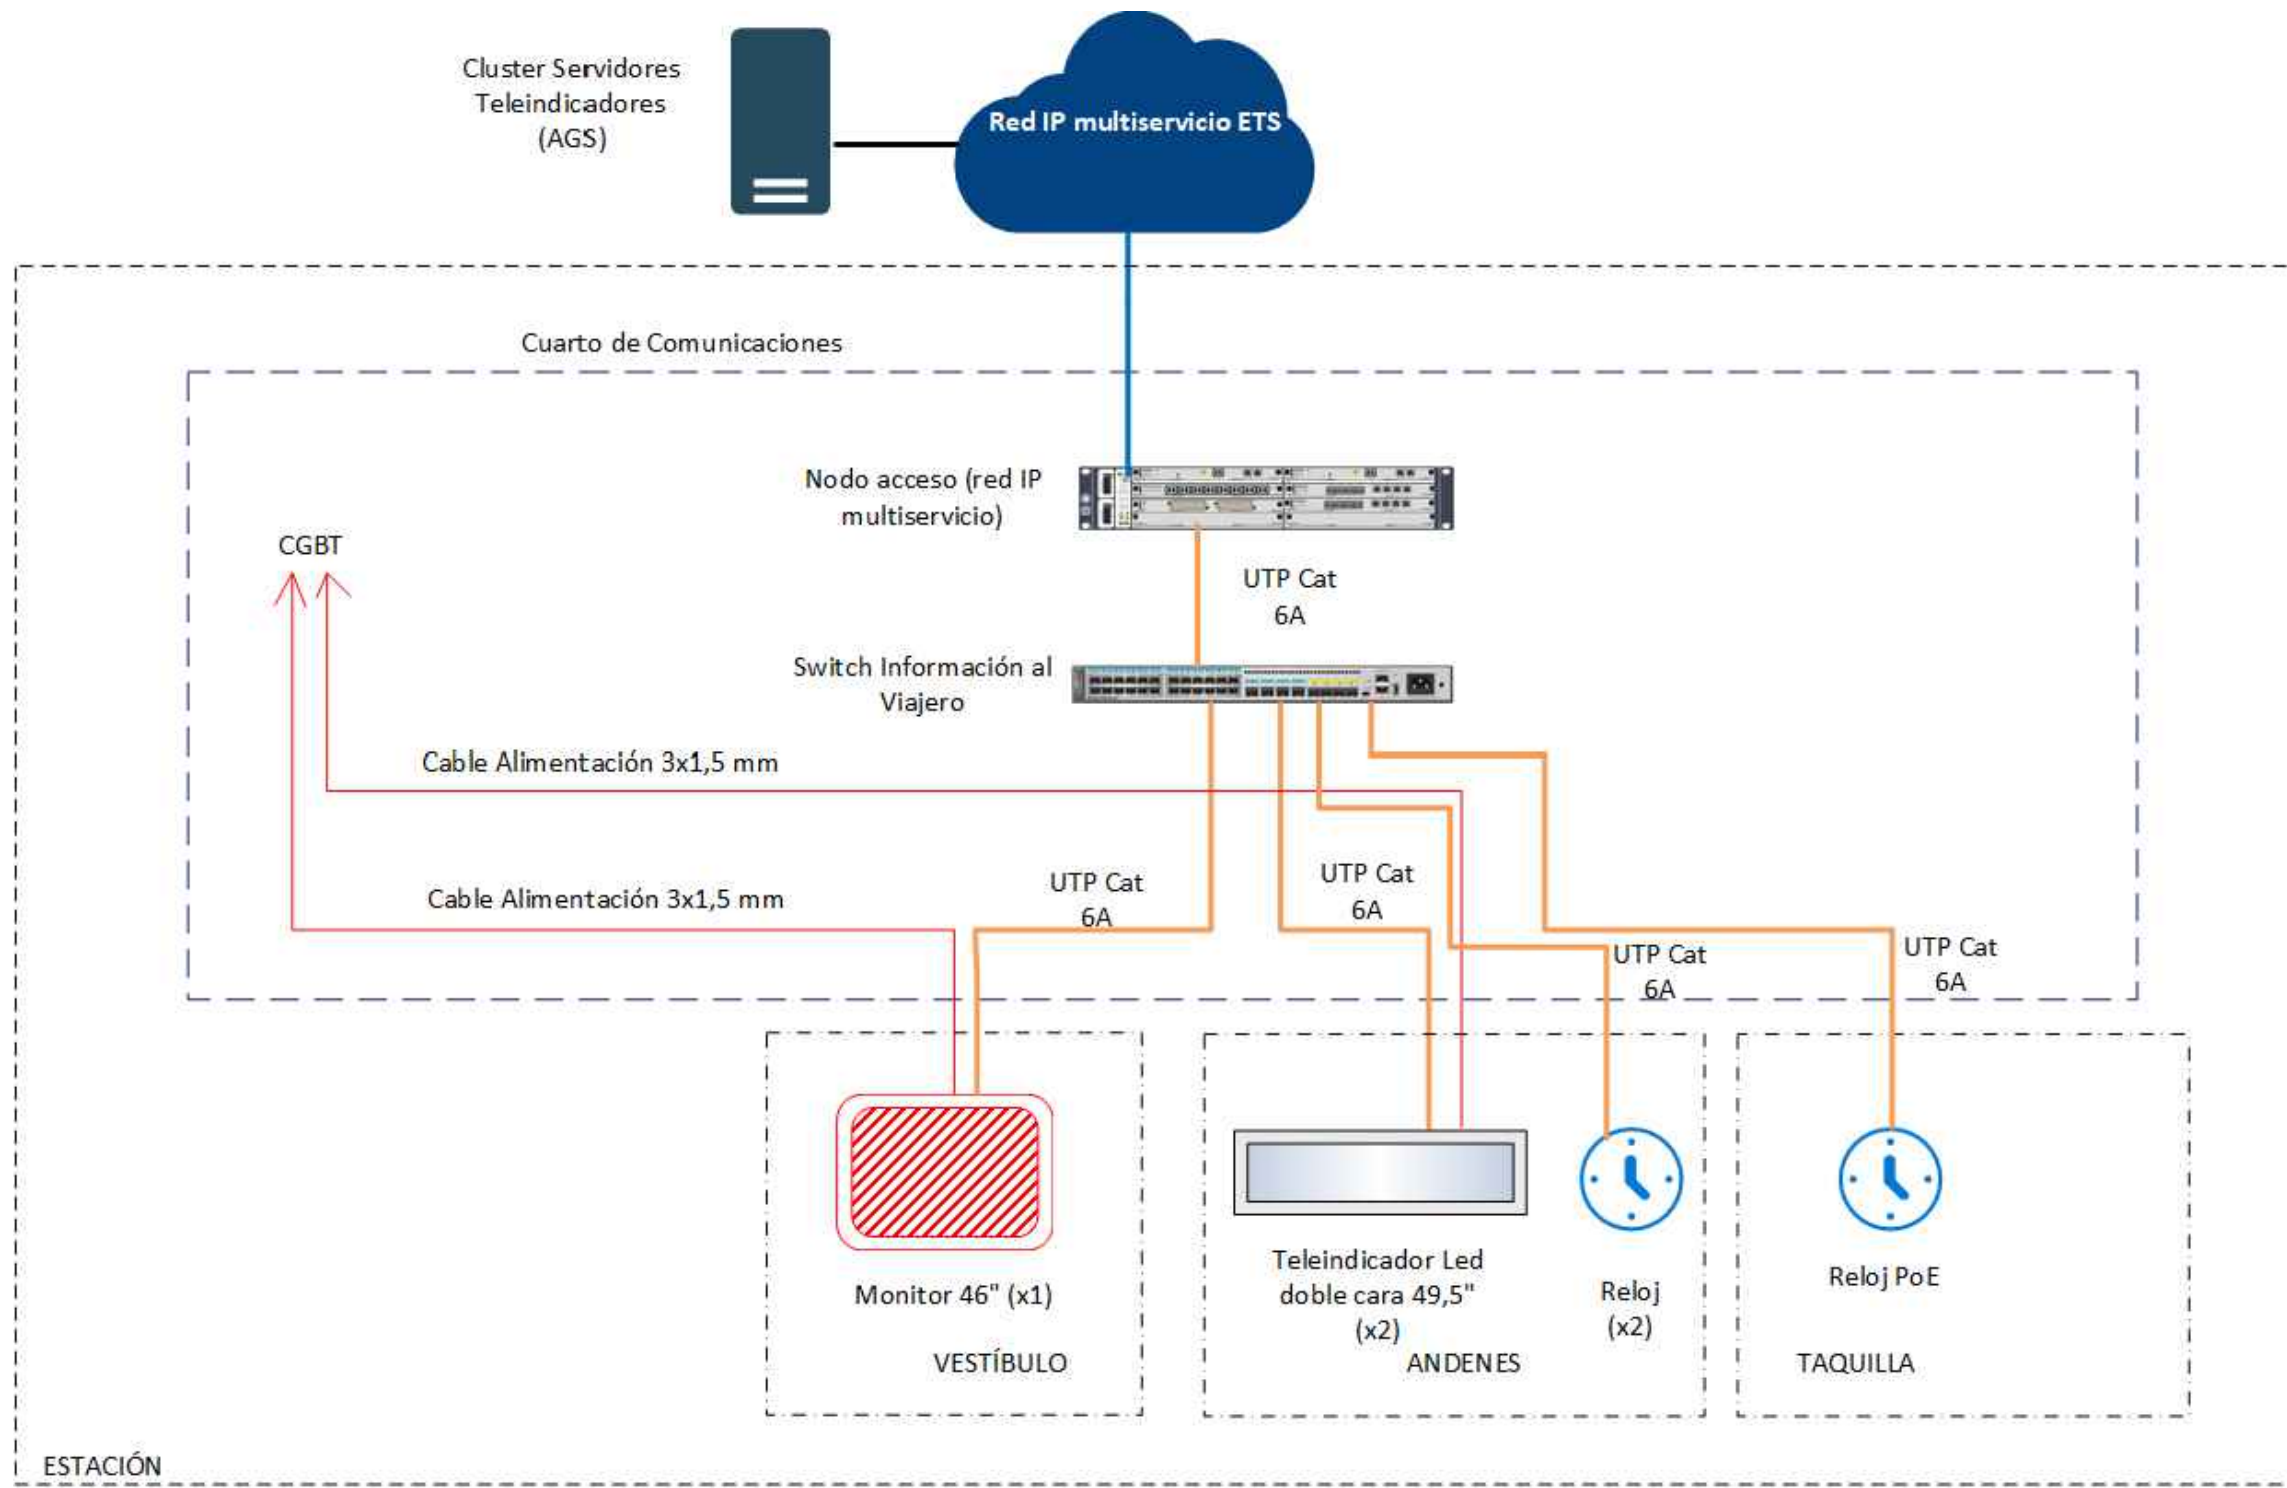 Cluster Servidores
Teleindicadores
(AGS)
Red IP multiservicio ETS
Cuarto de Comunicaciones
Nodo acceso (red IP
multiservicio)
CGBT
UTP Cat
6A
Switch Información al
Viajero
Cable Alimentación 3x1,5 mm
Cable Alimentación 3x1,5 mm
UTP Cat
6A
UTP Cat
6A
UTP Cat
6A
UTP Cat
6A
Monitor 46" (x1)
VESTÍBULO
Teleindicador Led
doble cara 49,5"
(x2)
Reloj
(x2)
ANDENES
Reloj PoE
TAQUILLA
ESTACIÓN